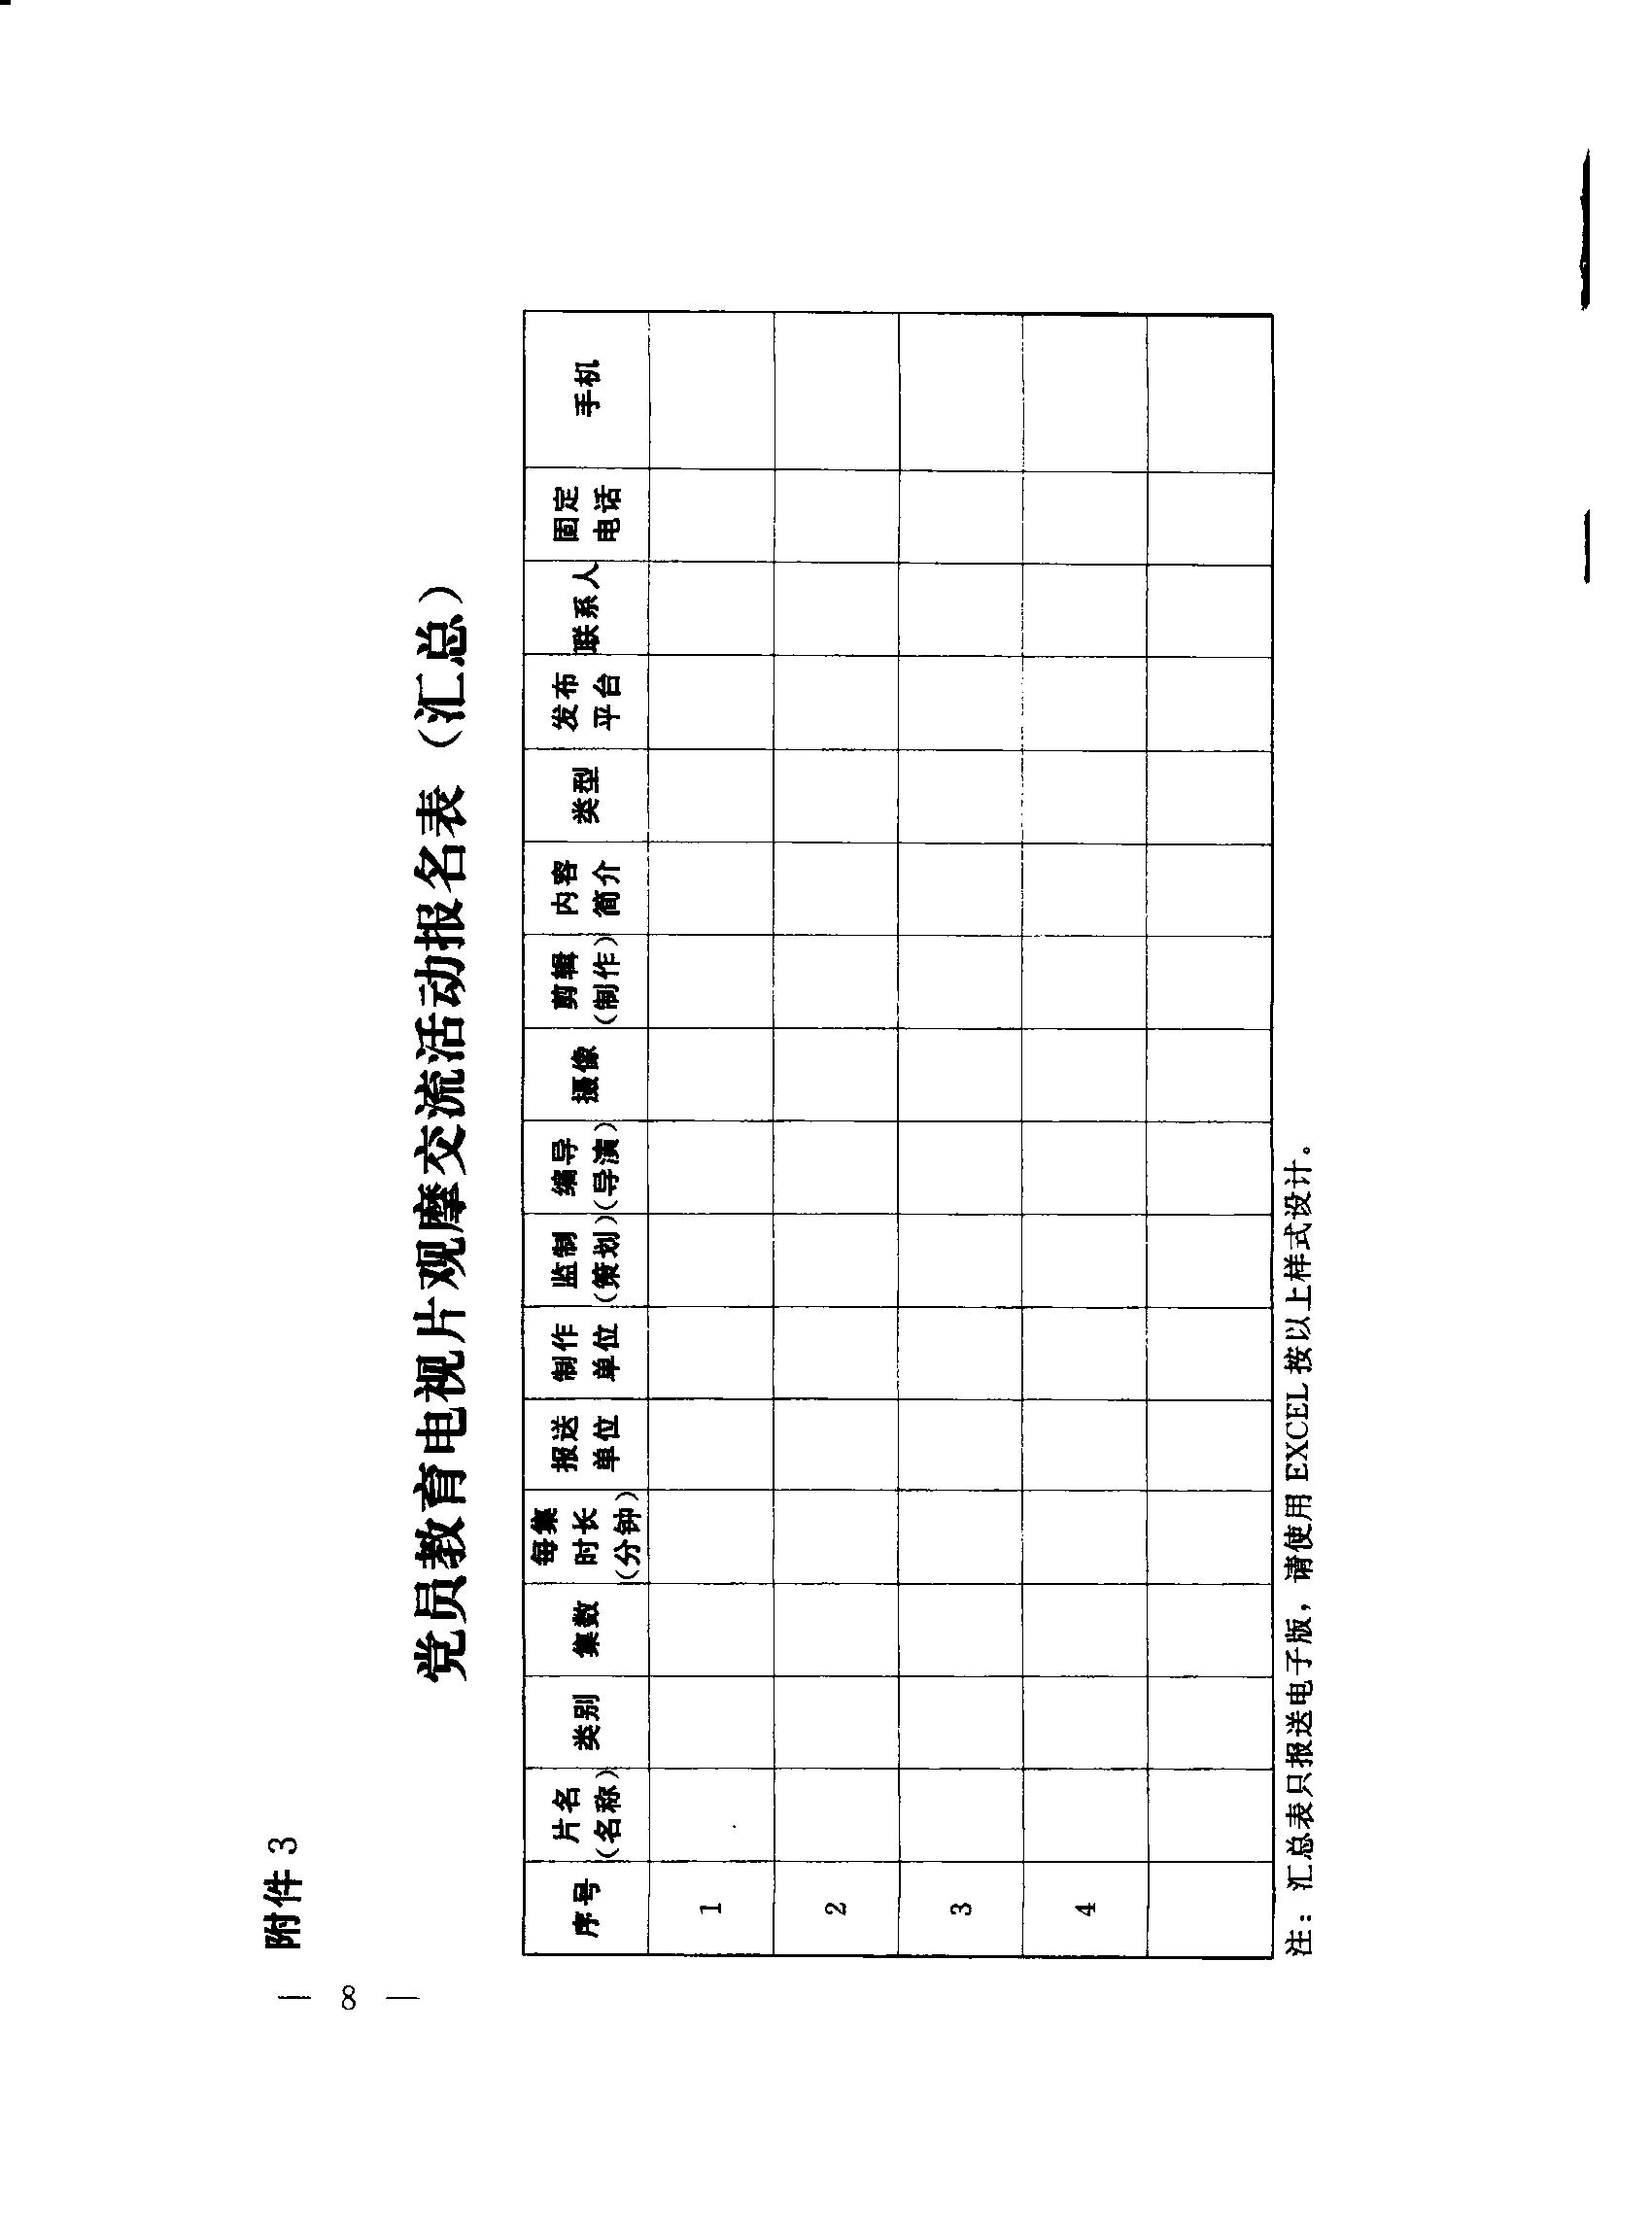 附件 3
党员教育电视片观摩交流活动报名表（汇总）
序号 片名（名称） 类别 集数 每集时长（分钟） 报送单位 制作单位 监制（策划） 编导（导演） 摄像 剪辑（制作） 内容简介 类型 发布平台 联系人 固定电话 手机
1
2
3
4
注：汇总表只报送电子版，请使用 EXCEL 按以上样式设计。
— 8 —